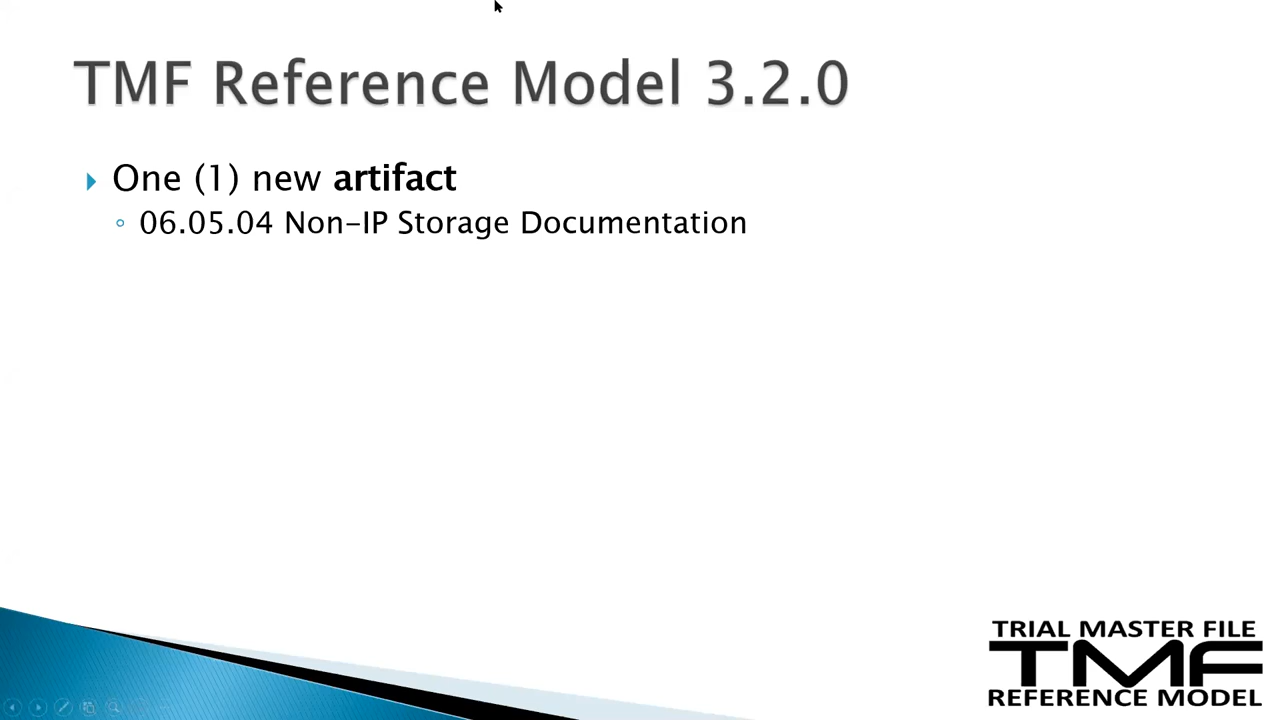 TMF Reference Model 3.2.0
One (1) new artifact
06.05.04 Non-IP Storage Documentation
TRIAL MASTER FILE
TMF
REFERENCE MODEL